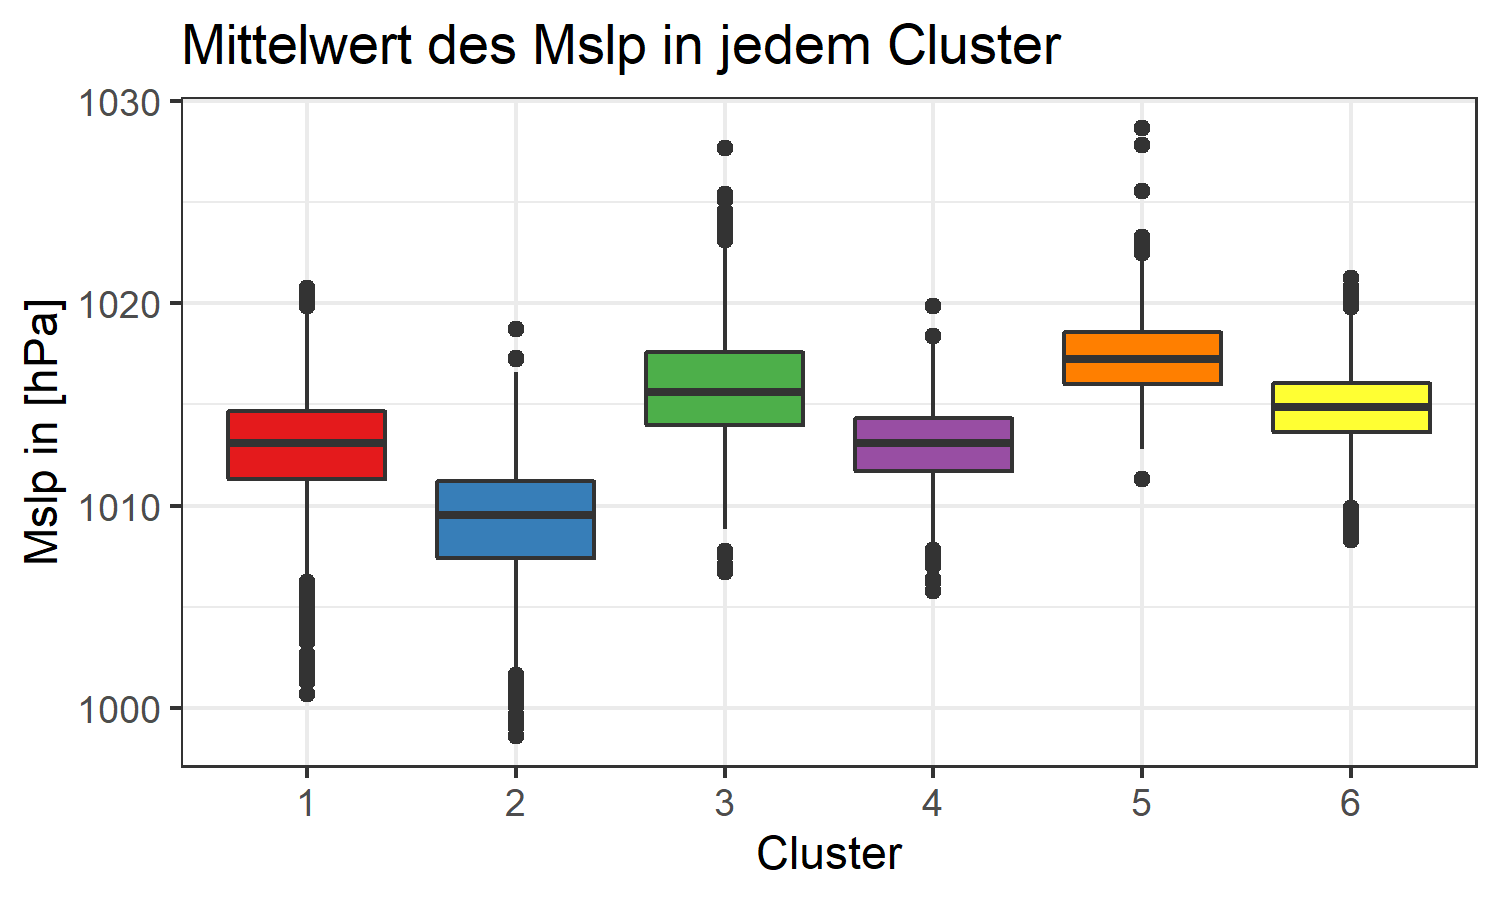 Mittelwert des Mslp in jedem Cluster
Mslp in [hPa]
1030
1020
1010
1000
1 2 3 4 5 6
Cluster